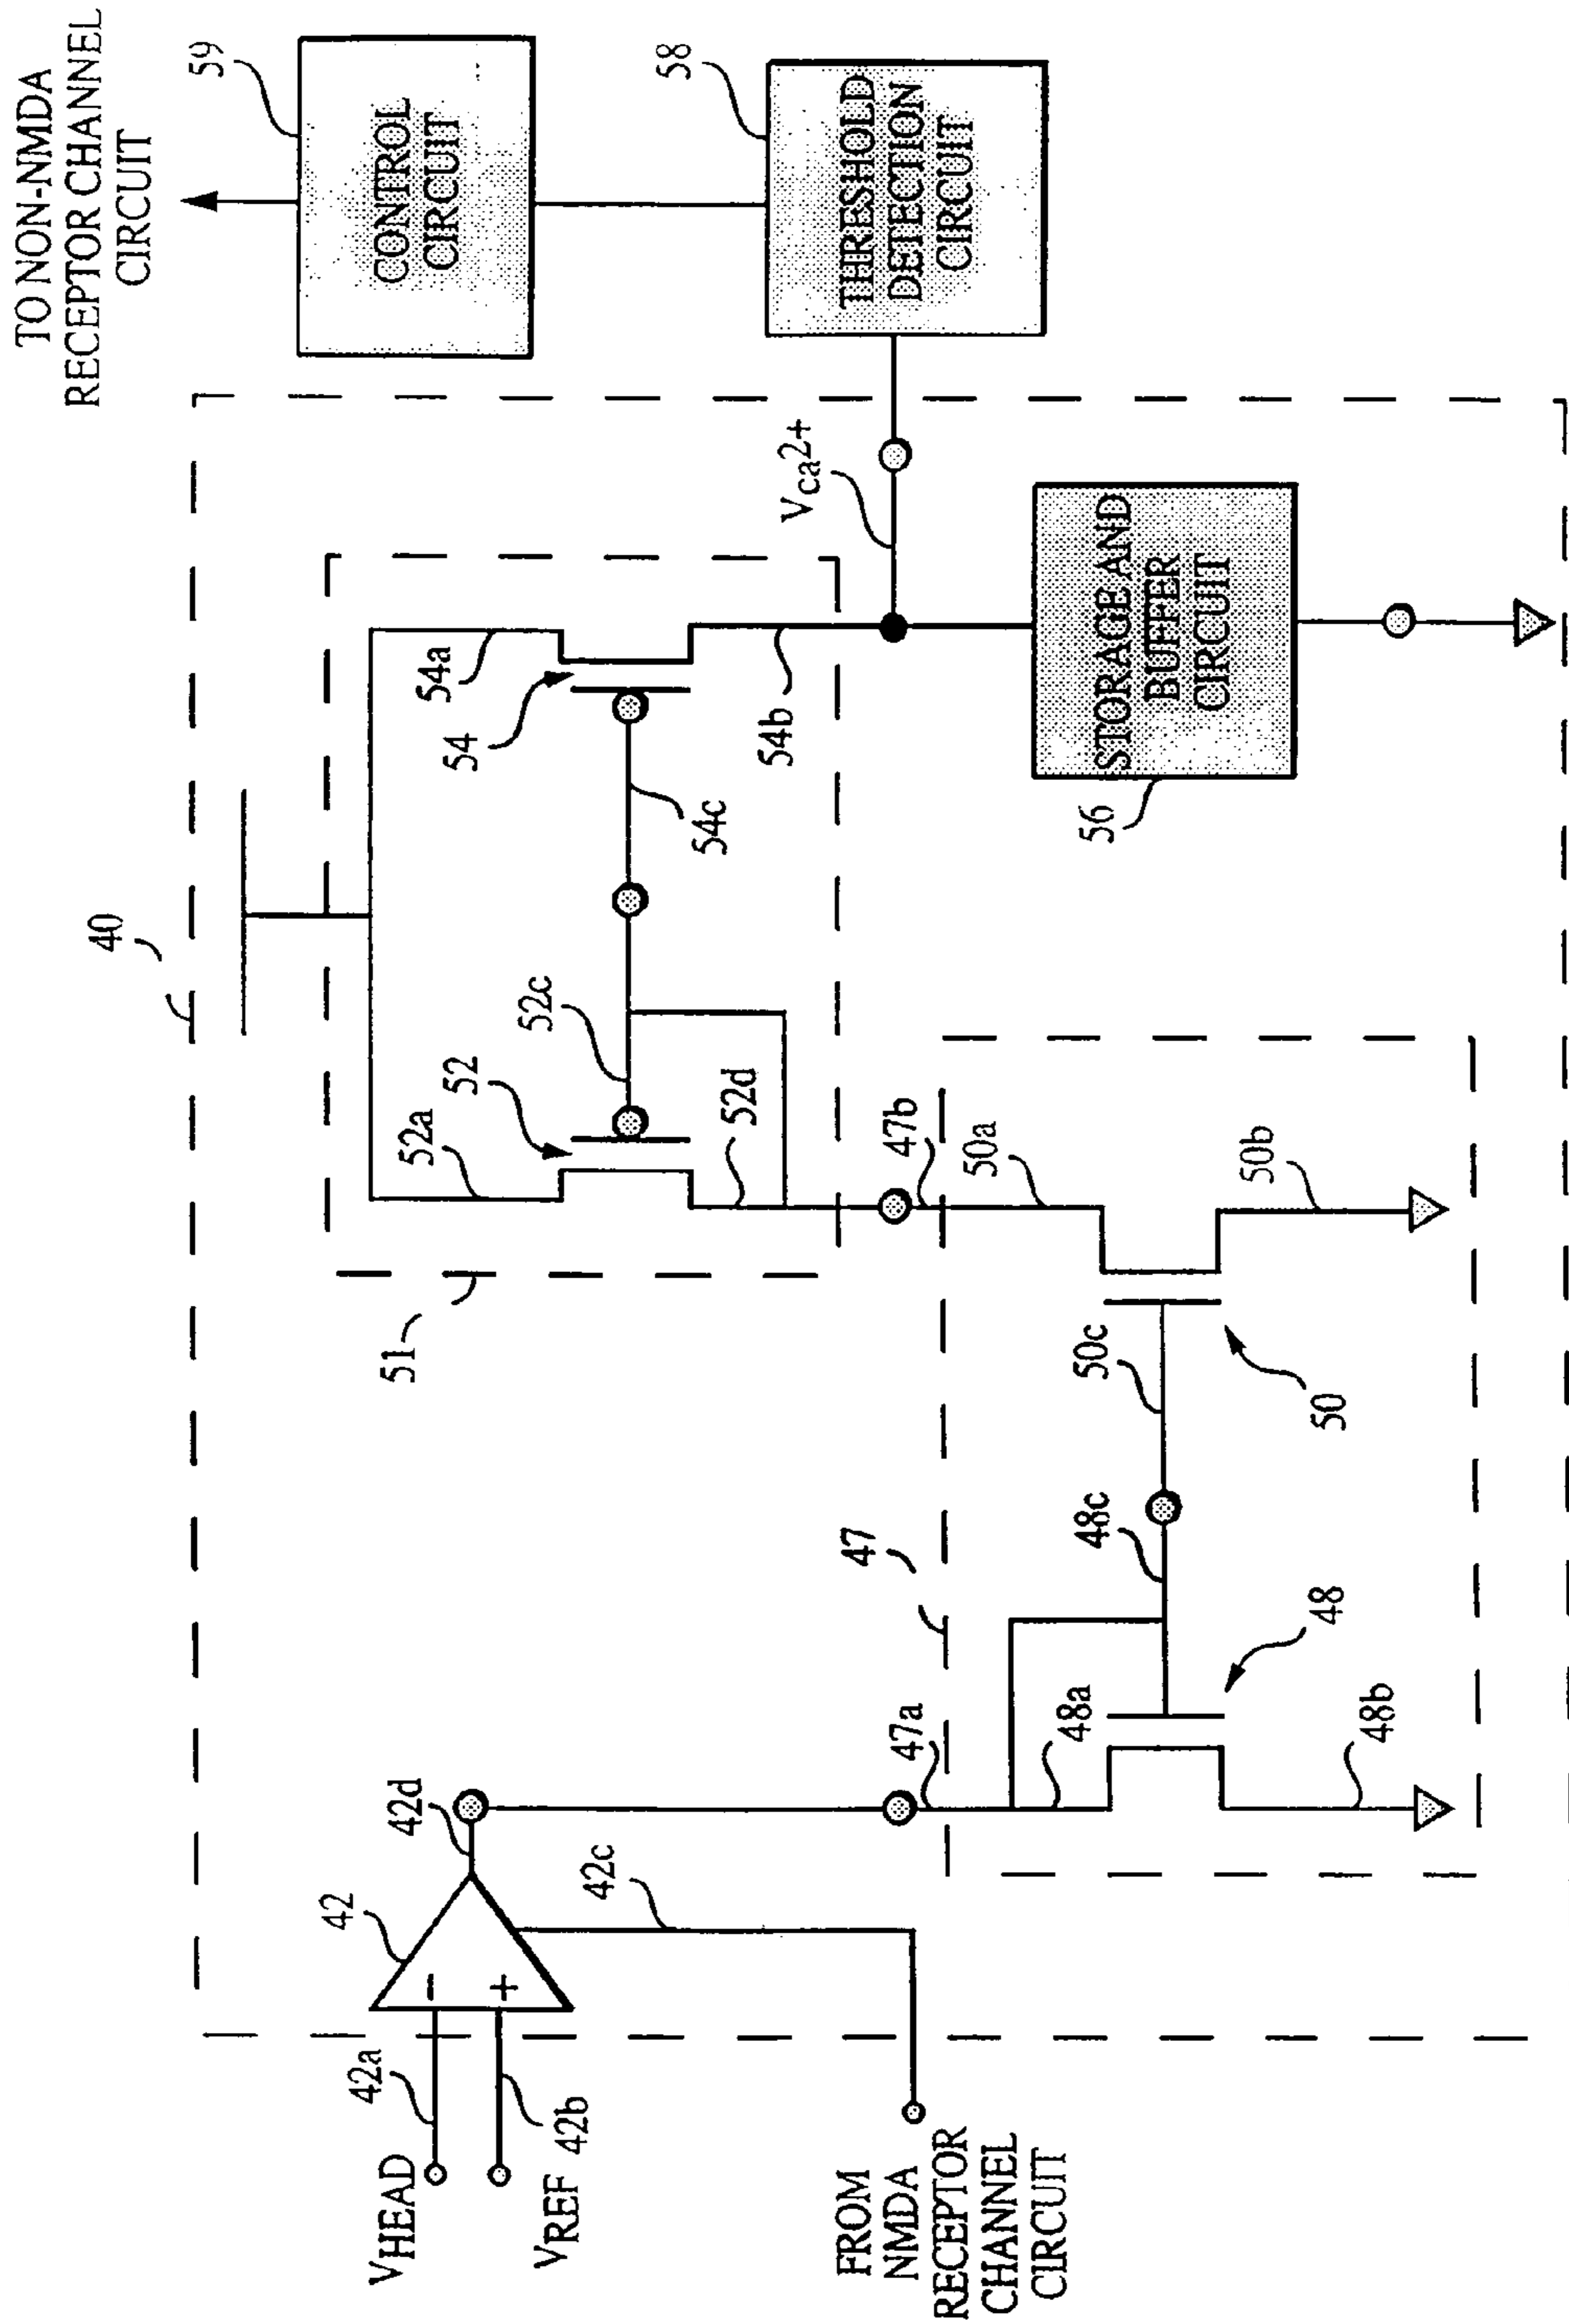 TO NON-NMDA
RECEPTOR CHANNEL
CIRCUIT
59
CONTROL
CIRCUIT
58
THRESHOLD
DETECTION
CIRCUIT
40
Vca2+
54a
54
54c
54b
STORAGE AND
BUFFER
CIRCUIT
56
52a
52
52c
52d
51
47b
50a
50b
50c
50
47
48c
48
47a
48a
48b
42
42d
42c
-
+
42a
42b
VHEAD
VREF
FROM
NMDA
RECEPTOR
CHANNEL
CIRCUIT